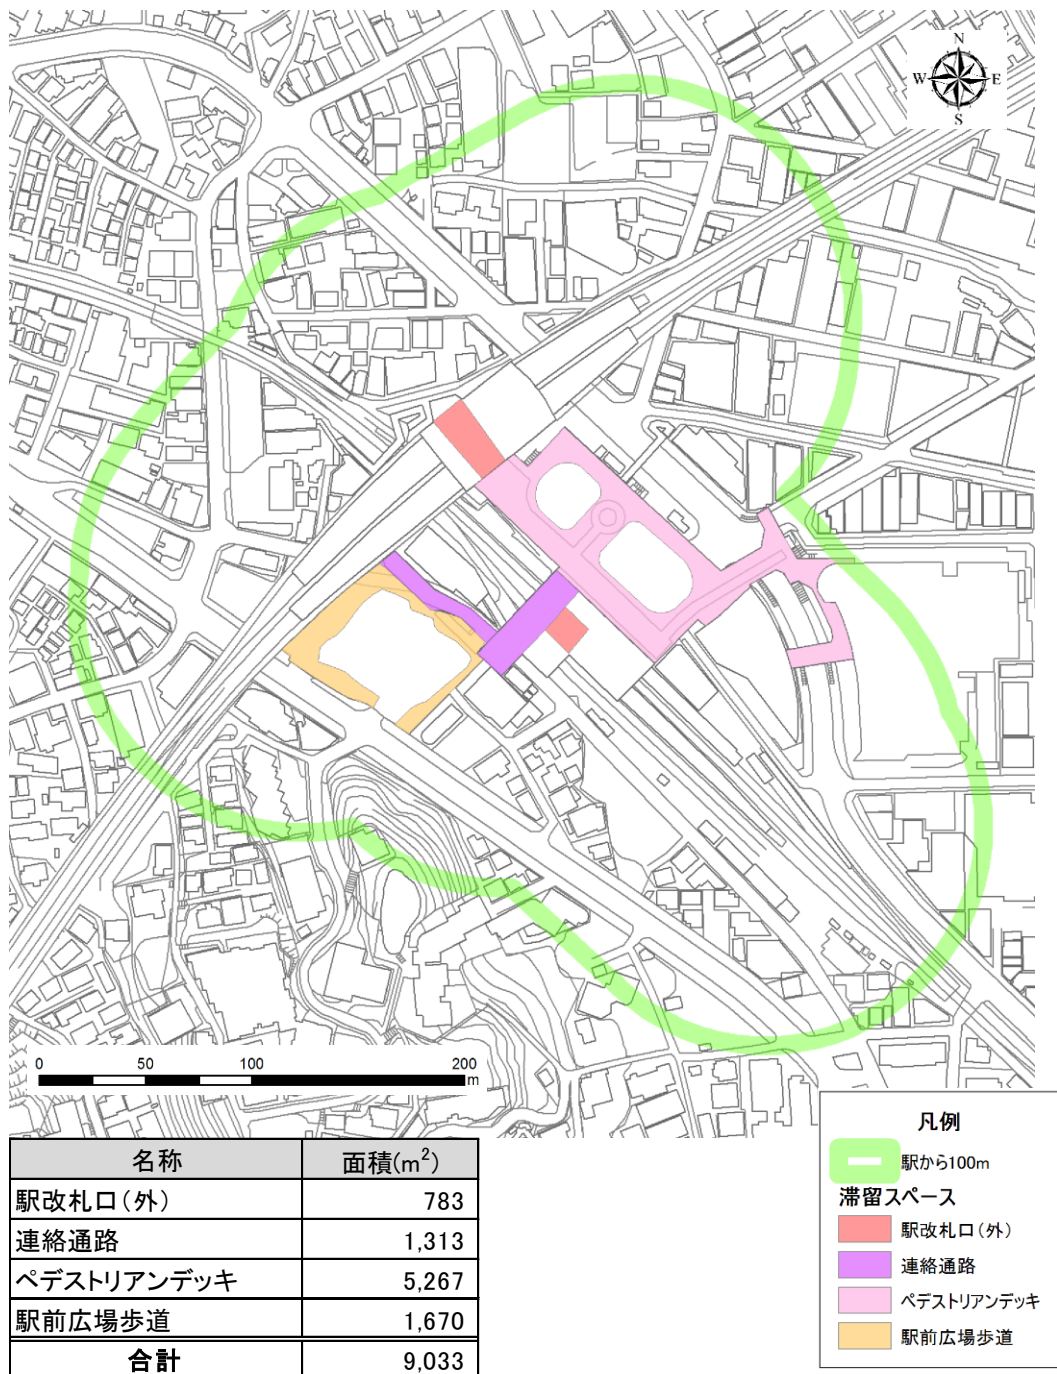 N
W E
S
0 50 100 200
m
凡例
駅から100m
滞留スペース
駅改札口(外)
連絡通路
ペデストリアンデッキ
駅前広場歩道
名称 面積(m²)
駅改札口(外) 783
連絡通路 1,313
ペデストリアンデッキ 5,267
駅前広場歩道 1,670
合計 9,033